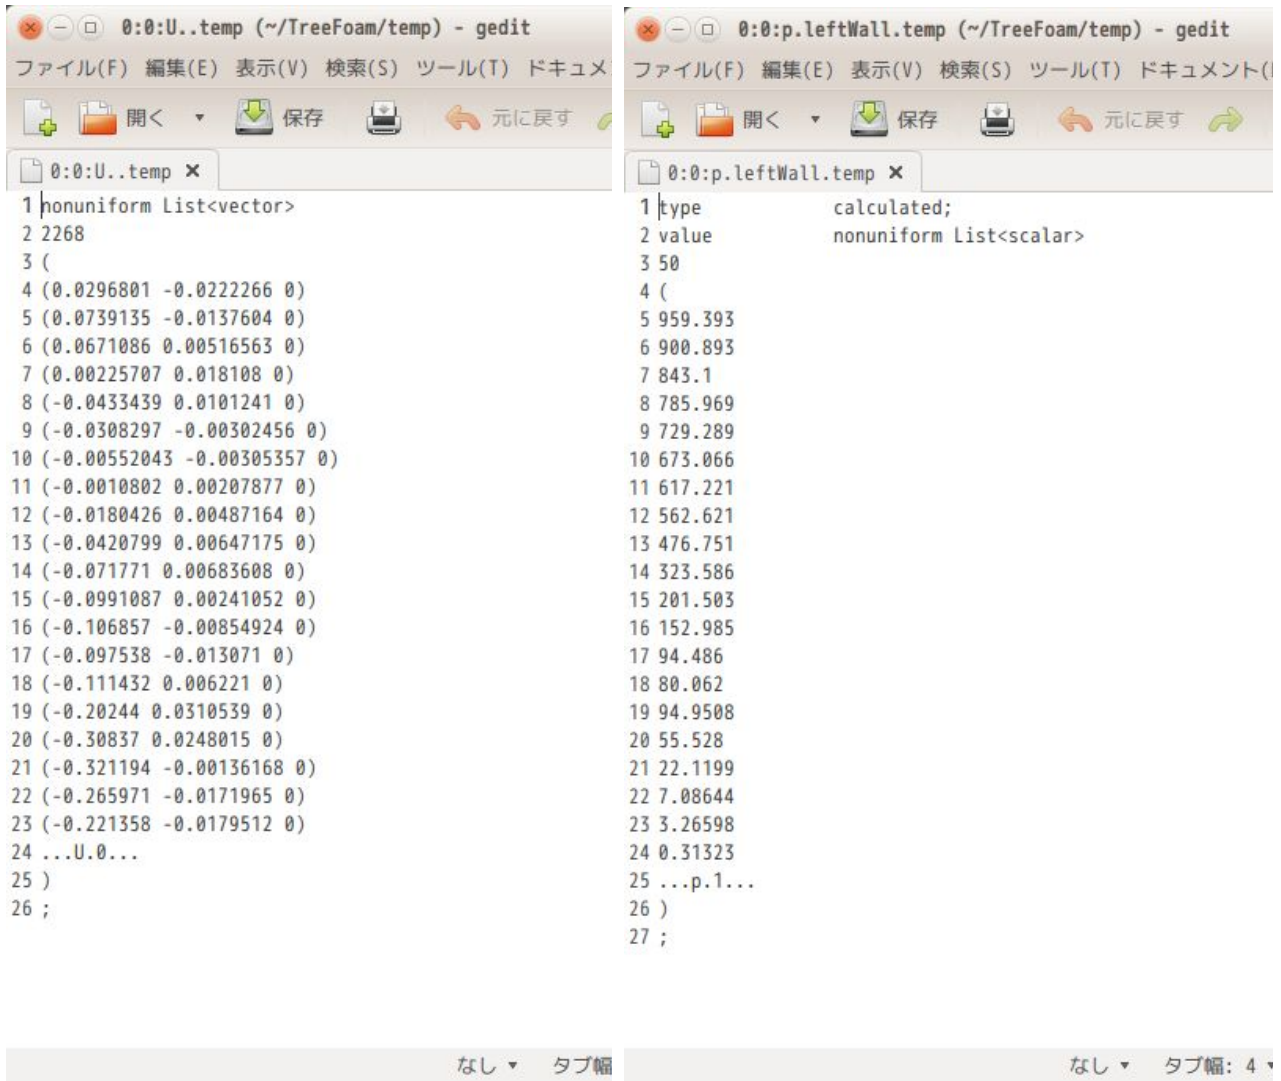 0:0:U..temp (~/TreeFoam/temp) - gedit
ファイル(F) 編集(E) 表示(V) 検索(S) ツール(T) ドキュメ
開く 保存 元に戻す
0:0:U..temp ×
1 nonuniform List<vector>
2 2268
3 (
4 (0.0296801 -0.0222266 0)
5 (0.0739135 -0.0137604 0)
6 (0.0671086 0.00516563 0)
7 (0.00225707 0.018108 0)
8 (-0.0433439 0.0101241 0)
9 (-0.0308297 -0.00302456 0)
10 (-0.00552043 -0.00305357 0)
11 (-0.0010802 0.00207877 0)
12 (-0.0180426 0.00487164 0)
13 (-0.0420799 0.00647175 0)
14 (-0.071771 0.00683608 0)
15 (-0.0991087 0.00241052 0)
16 (-0.106857 -0.00854924 0)
17 (-0.097538 -0.013071 0)
18 (-0.111432 0.006221 0)
19 (-0.20244 0.0310539 0)
20 (-0.30837 0.0248015 0)
21 (-0.321194 -0.00136168 0)
22 (-0.265971 -0.0171965 0)
23 (-0.221358 -0.0179512 0)
24 ...U.0...
25 )
26 ;
なし タブ幅
0:0:p.leftWall.temp (~/TreeFoam/temp) - gedit
ファイル(F) 編集(E) 表示(V) 検索(S) ツール(T) ドキュメント(
開く 保存 元に戻す
0:0:p.leftWall.temp ×
1 type calculated;
2 value nonuniform List<scalar>
3 50
4 (
5 959.393
6 900.893
7 843.1
8 785.969
9 729.289
10 673.066
11 617.221
12 562.621
13 476.751
14 323.586
15 201.503
16 152.985
17 94.486
18 80.062
19 94.9508
20 55.528
21 22.1199
22 7.08644
23 3.26598
24 0.31323
25 ...p.1...
26 )
27 ;
なし タブ幅: 4